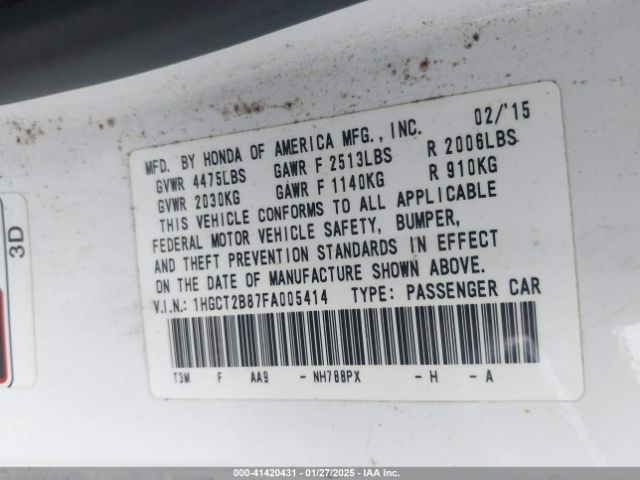 02/'15
MFD. BY HONDA OF AMERICA MFG., INC.
GVWR 4475LBS GAWR F 2513LBS R 2006LBS
GVWR 2030KG GAWR F 1140KG R 910KG
THIS VEHICLE CONFORMS TO ALL APPLICABLE
FEDERAL MOTOR VEHICLE SAFETY, BUMPER,
AND THEFT PREVENTION STANDARDS IN EFFECT
ON THE DATE OF MANUFACTURE SHOWN ABOVE.
V.I.N.: 1HGCT2B87FA005414 TYPE: PASSENGER CAR
T3M F AA9 - NH788PX - H - A
3D
000-41420431 - 01/27/2025 - IAA